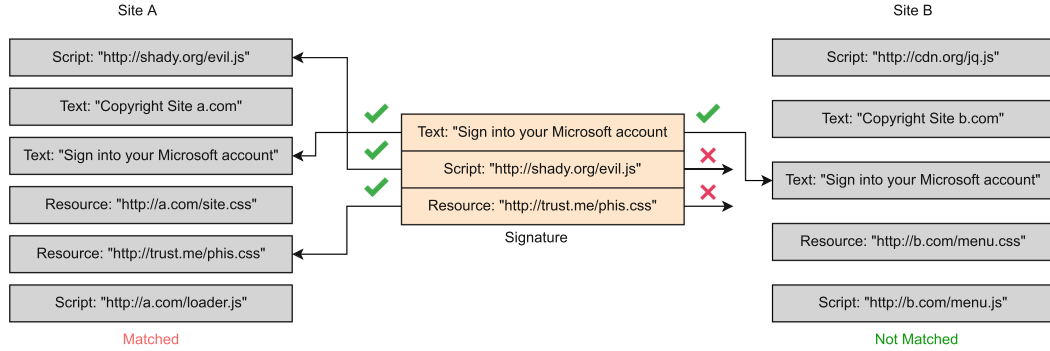 Site A
Script: "http://shady.org/evil.js"
Text: "Copyright Site a.com"
Text: "Sign into your Microsoft account"
Resource: "http://a.com/site.css"
Resource: "http://trust.me/phis.css"
Script: "http://a.com/loader.js"
Matched
Text: "Sign into your Microsoft account
Script: "http://shady.org/evil.js"
Resource: "http://trust.me/phis.css"
Signature
Site B
Script: "http://cdn.org/jq.js"
Text: "Copyright Site b.com"
Text: "Sign into your Microsoft account"
Resource: "http://b.com/menu.css"
Script: "http://b.com/menu.js"
Not Matched